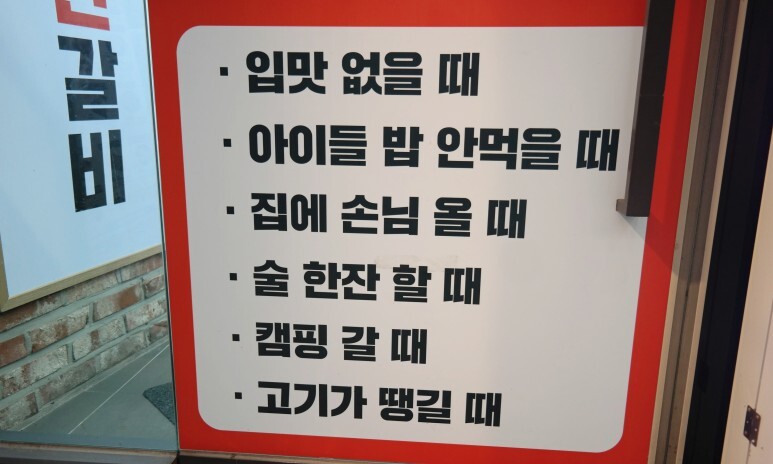 갈비
· 입맛 없을 때
· 아이들 밥 안먹을 때
· 집에 손님 올 때
· 술 한잔 할 때
· 캠핑 갈 때
· 고기가 땡길 때